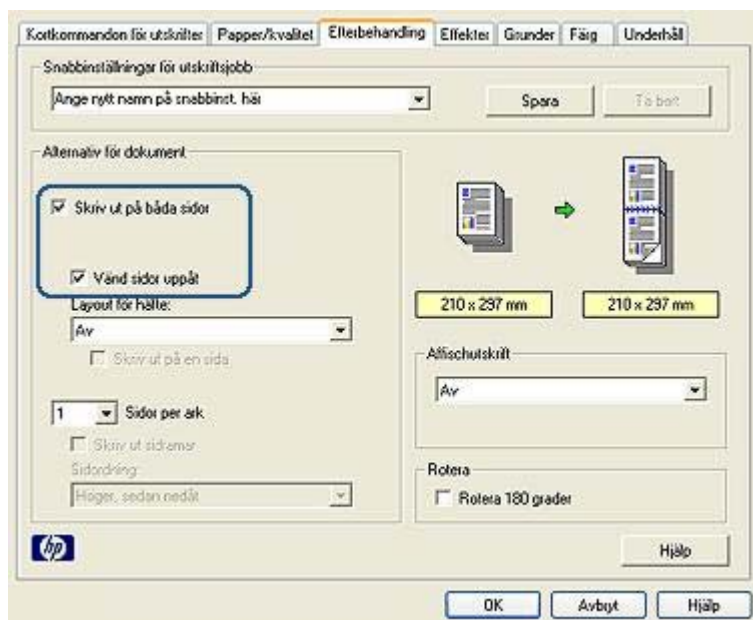 Kortkommandon för utskrifter Papper/kvalitet Efterbehandling Effekter Grunder Färg Underhåll
Snabbinställningar för utskriftsjobb
Ange nytt namn på snabbinst. här
Spara
Ta bort
Alternativ för dokument
Skriv ut på båda sidor
Vänd sidor uppåt
Layout för häfte:
Av
Skriv ut på en sida
1 Sidor per ark
Skriv ut sidramar
Sidordning:
Höger, sedan nedåt
210 x 297 mm
210 x 297 mm
Affischutskrift
Av
Rotera
Rotera 180 grader
hp
Hjälp
OK Avbryt Hjälp